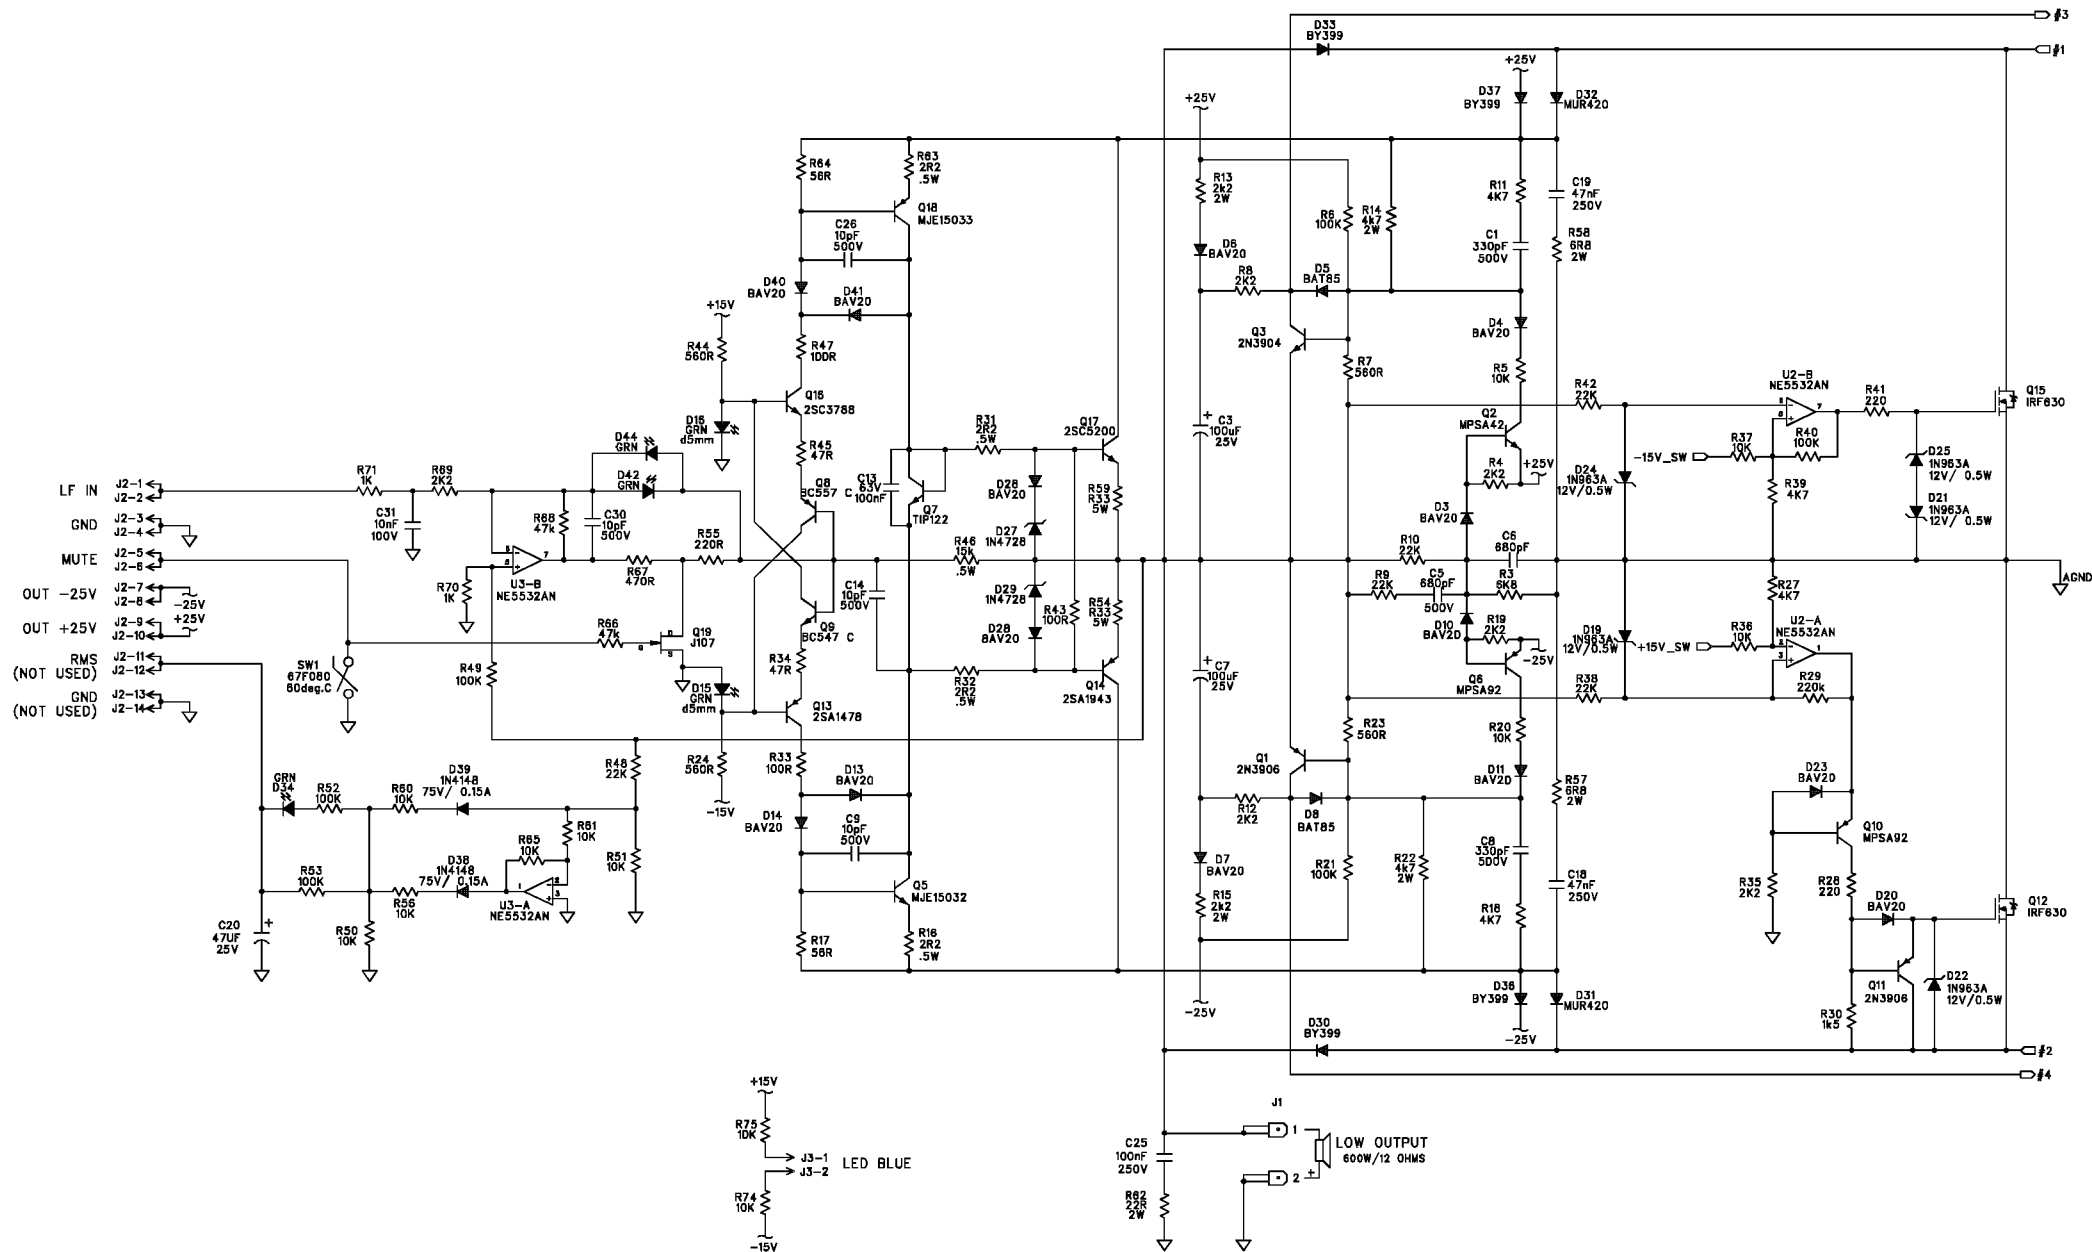 #3
D33
BY399
#1
+25V
D37
BY399
D32
MUR420
+25V
R64
56R
R63
2R2
.5W
Q18
MJE15033
C26
10pF
500V
R13
2k2
2W
R6
100K
R14
4k7
2W
R11
4K7
C19
47nF
250V
D6
BAV20
C1
330pF
500V
R58
6R8
2W
D40
BAV20
D41
BAV20
R8
2K2
D5
BAT85
+15V
R44
560R
R47
100R
Q3
2N3904
D4
BAV20
R7
560R
R5
10K
R42
22K
U2-B
NE5532AN
R41
220
Q15
IRF630
Q16
2SC3788
D16
GRN
d5mm
R31
2R2
.5W
Q17
2SC5200
C3
100uF
25V
Q2
MPSA42
6
5
7
R37
10K
R40
100K
-15V_SW
D25
1N963A
12V/0.5W
D44
GRN
R45
47R
R4
2K2
+25V
D24
1N963A
12V/0.5W
R39
4K7
D21
1N963A
12V/ 0.5W
LF IN
J2-1
J2-2
R71
1K
R69
2K2
D42
GRN
Q8
BC557 C
C13
63V
100nF
Q7
TIP122
D28
BAV20
R59
R33
5W
D3
BAV20
GND
J2-3
J2-4
C31
10nF
100V
R68
47k
C30
10pF
500V
D27
1N4728
MUTE
J2-5
J2-6
6
5
7
U3-B
NE5532AN
R55
220R
R67
470R
R46
15k
.5W
R10
22K
C6
680pF
AGND
OUT -25V
J2-7
J2-8
-25V
R70
1K
C14
10pF
500V
D29
1N4728
R43
100R
R54
R33
5W
R9
22K
C5
680pF
500V
R3
6K8
R27
4K7
OUT +25V
J2-9
J2-10
+25V
R66
47k
Q19
J107
D
G
S
Q9
BC547 C
D28
BAV20
D10
BAV20
R19
2K2
-25V
D19
1N963A
12V/0.5W
R36
10K
+15V_SW
U2-A
NE5532AN
2
3
1
RMS
(NOT USED)
J2-11
J2-12
SW1
67F080
60deg.C
R49
100K
R34
47R
R32
2R2
.5W
Q14
2SA1943
C7
100uF
25V
Q6
MPSA92
R38
22K
R29
220k
GND
(NOT USED)
J2-13
J2-14
D15
GRN
d5mm
Q13
2SA1478
R48
22K
R24
560R
R33
100R
D13
BAV20
Q1
2N3906
R23
560R
R20
10K
D11
BAV20
R57
6R8
2W
D23
BAV20
GRN
D34
R52
100K
R60
10K
D39
1N4148
75V/ 0.15A
-15V
D14
BAV20
C9
10pF
500V
R12
2K2
D8
BAT85
Q10
MPSA92
R61
10K
R65
10K
R51
10K
D7
BAV20
R21
100K
R22
4k7
2W
C8
330pF
500V
R53
100K
R56
10K
D38
1N4148
75V/ 0.15A
1
2
3
U3-A
NE5532AN
Q5
MJE15032
R15
2k2
2W
R18
4K7
C18
47nF
250V
R35
2K2
R28
220
D20
BAV20
Q12
IRF630
C20
47UF
25V
R50
10K
R17
56R
R16
2R2
.5W
-25V
D36
BY399
D31
MUR420
-25V
Q11
2N3906
D22
1N963A
12V/0.5W
R30
1k5
D30
BY399
#2
#4
+15V
R75
10K
J3-1
J3-2
LED BLUE
R74
10K
-15V
J1
1
2
C25
100nF
250V
LOW OUTPUT
600W/12 OHMS
R62
22R
2W